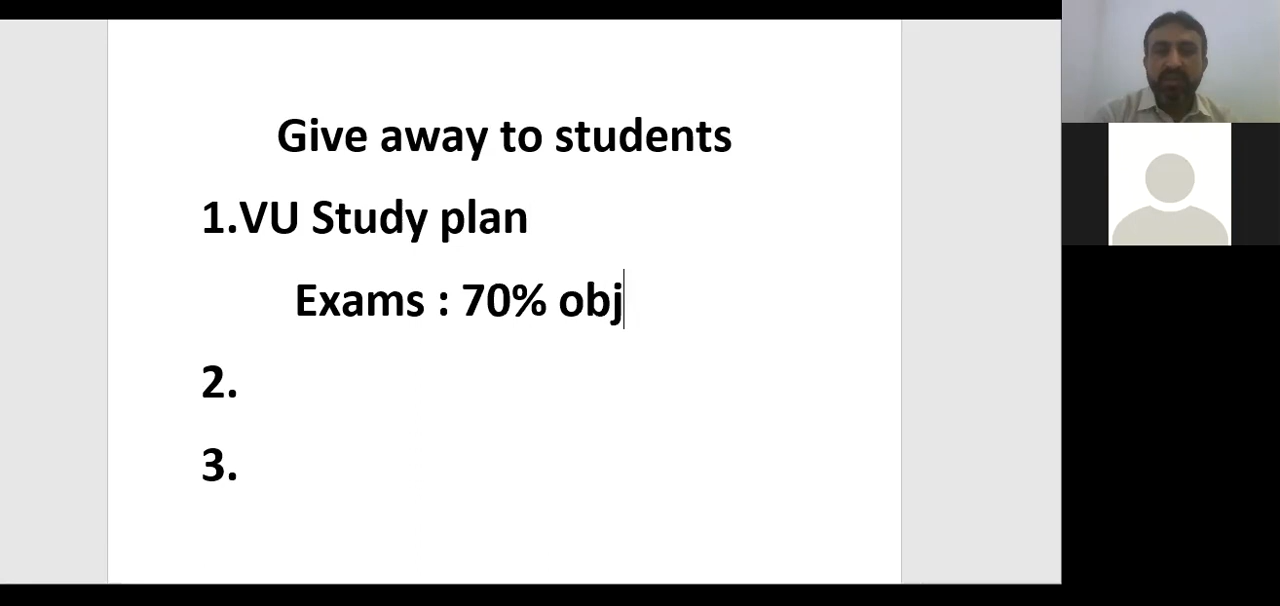 Give away to students
1.VU Study plan
Exams : 70% obj
2.
3.